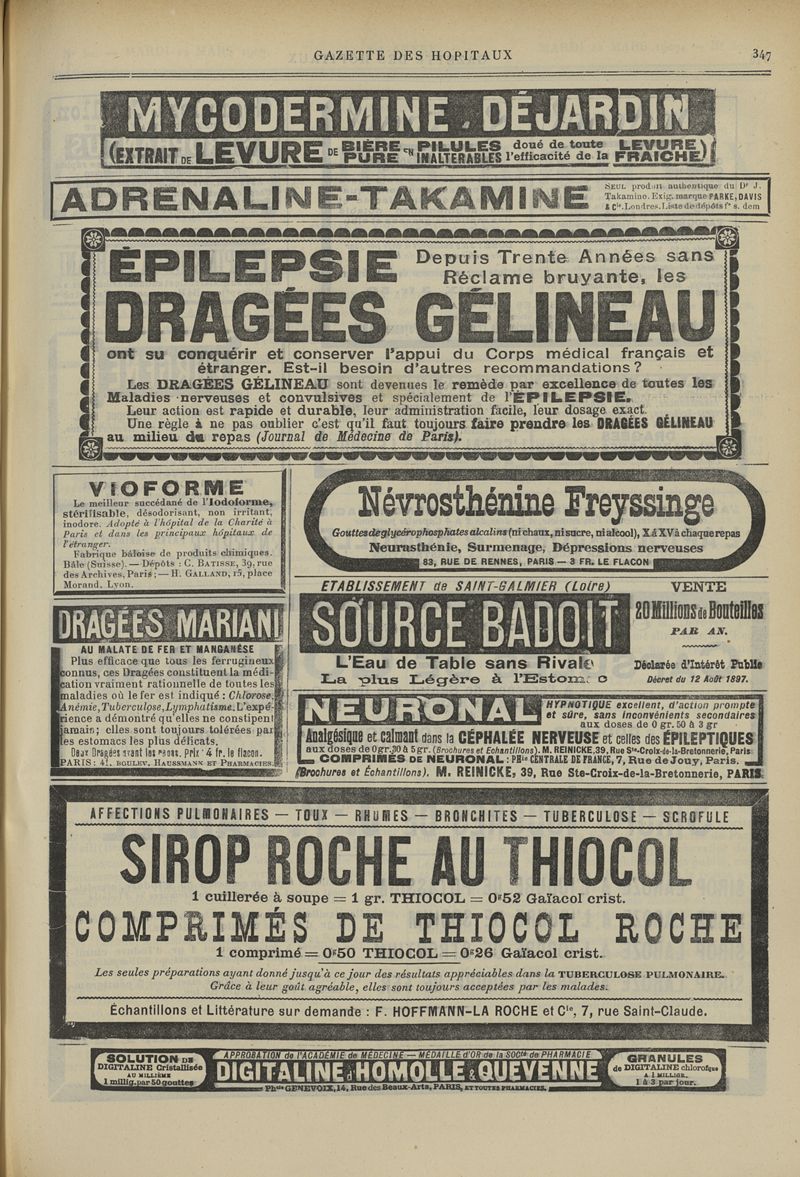 GAZETTE DES HOPITAUX 347
MYCODERMINE DÉJARDIN
(EXTRAIT DE LEVURE DE BIÈRE PURE EN PILULES INALTERABLES doué de toute l'efficacité de la LEVURE FRAICHE)
ADRENALINE-TAKAMINE
SEUL produit authentique du Dr J.
Takamine. Exig. marque PARKE, DAVIS
& Cie. Londres. Liste de dépôts fo s. dem
ÉPILEPSIE Depuis Trente Années sans
Réclame bruyante, les
DRAGÉES GÉLINEAU
ont su conquérir et conserver l'appui du Corps médical français et
étranger. Est-il besoin d'autres recommandations?
Les DRAGÉES GÉLINEAU sont devenues le remède par excellence de toutes les
Maladies nerveuses et convulsives et spécialement de l'ÉPILEPSIE.
Leur action est rapide et durable, leur administration facile, leur dosage exact.
Une règle à ne pas oublier c'est qu'il faut toujours faire prendre les DRAGÉES GÉLINEAU
au milieu du repas (Journal de Médecine de Paris).
VIOFORME
Le meilleur succédané de l'Iodoforme,
stérilisable, désodorisant, non irritant,
inodore. Adopté à l'hôpital de la Charité à
Paris et dans les principaux hôpitaux de
l'étranger.
Fabrique bâloise de produits chimiques.
Bâle (Suisse). — Dépôts : C. BATISSE, 39, rue
des Archives, Paris; — H. GALLAND, 15, place
Morand, Lyon.
Névrosthénine Freyssinge
Gouttes de glycérophosphates alcalins (ni chaux, ni sucre, ni alcool), X à XV à chaque repas
Neurasthénie, Surmenage, Dépressions nerveuses
83, RUE DE RENNES, PARIS — 3 FR. LE FLACON
DRAGÉES MARIANI
AU MALATE DE FER ET MANGANÈSE
Plus efficace que tous les ferrugineux
connus, ces Dragées constituent la médi-
cation vraiment rationnelle de toutes les
maladies où le fer est indiqué : Chlorose,
Anémie, Tuberculose, Lymphatisme. L'expé-
rience a démontré qu'elles ne constipent
jamais; elles sont toujours tolérées par
les estomacs les plus délicats.
Deux Dragées avant les repas. Prix 4 fr. le flacon.
PARIS : 41, BOULEV. HAUSSMANN ET PHARMACIES.
ETABLISSEMENT de SAINT-GALMIER (Loire)
SOURCE BADOIT
L'Eau de Table sans Rivale
La plus Légère à l'Estomac
VENTE
20 Millions de Bouteilles
PAR AN.
Déclarée d'Intérêt Public
Décret du 12 Août 1897.
NEURONAL HYPNOTIQUE excellent, d'action prompte
et sûre, sans inconvénients secondaires
aux doses de 0 gr. 50 à 3 gr
Analgésique et calmant dans la CÉPHALÉE NERVEUSE et celles des ÉPILEPTIQUES
aux doses de 0 gr. 30 à 5 gr. (Brochures et Echantillons). M. REINICKE, 39, Rue Ste-Croix-de-la-Bretonnerie, Paris
COMPRIMÉS DE NEURONAL : PHie CENTRALE DE FRANCE, 7, Rue de Jouy, Paris.
(Brochures et Échantillons). M. REINICKE, 39, Rue Ste-Croix-de-la-Bretonnerie, PARIS.
AFFECTIONS PULMONAIRES — TOUX — RHUMES — BRONCHITES — TUBERCULOSE — SCROFULE
SIROP ROCHE AU THIOCOL
1 cuillerée à soupe = 1 gr. THIOCOL = 0gr52 Gaïacol crist.
COMPRIMÉS DE THIOCOL ROCHE
1 comprimé = 0gr50 THIOCOL = 0gr26 Gaïacol crist.
Les seules préparations ayant donné jusqu'à ce jour des résultats appréciables dans la TUBERCULOSE PULMONAIRE.
Grâce à leur goût agréable, elles sont toujours acceptées par les malades.
Échantillons et Littérature sur demande : F. HOFFMANN-LA ROCHE et Cie, 7, rue Saint-Claude.
SOLUTION DE
DIGITALINE Cristallisée
AU MILLIÈME
1 millig. par 50 gouttes
APPROBATION de l'ACADÉMIE de MÉDECINE — MÉDAILLE D'OR de la SOCté de PHARMACIE
DIGITALINE d'HOMOLLE & QUEVENNE
Phcie GENEVOIX, 14, Rue des Beaux-Arts, PARIS, ET TOUTES PHARMACIES.
GRANULES
de DIGITALINE chlorofque
A 1 MILLIGR.
1 à 3 par jour.